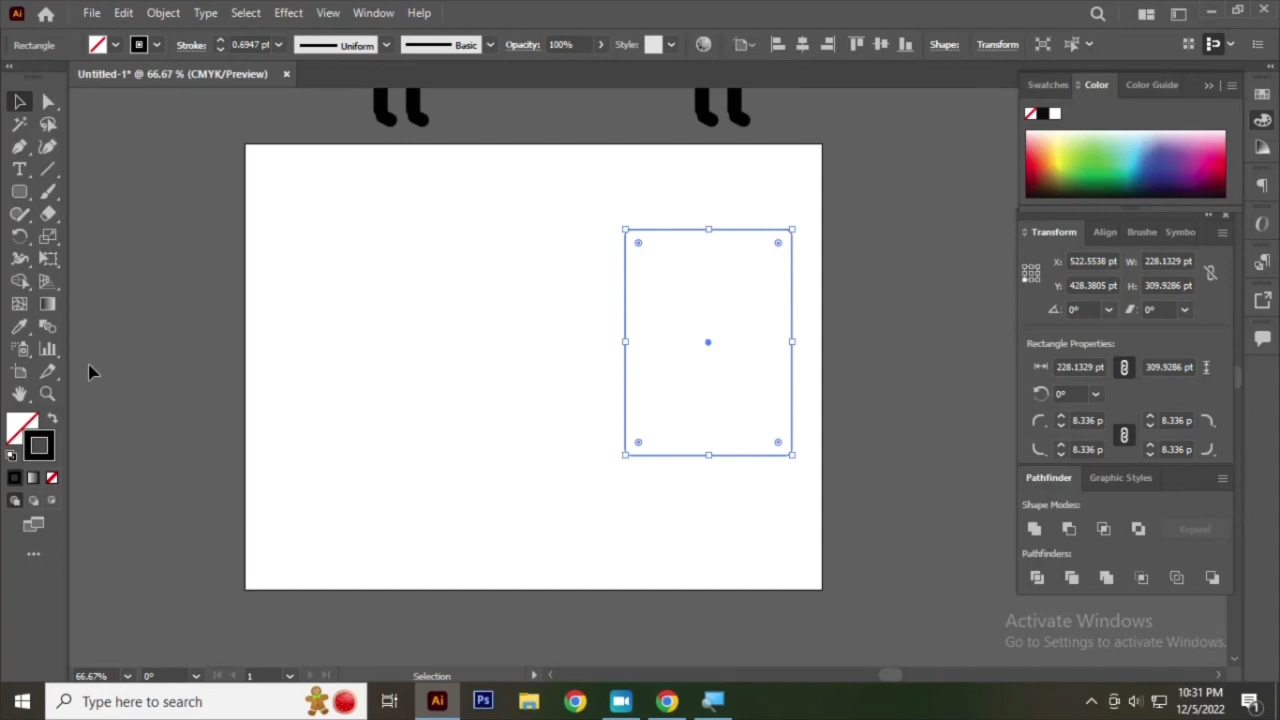 Ai File Edit Object Type Select Effect View Window Help
Rectangle Stroke: 0.6947 pt Uniform Basic Opacity: 100% Style: Shape: Transform
Untitled-1* @ 66.67 % (CMYK/Preview) ×
Swatches Color Color Guide
Transform Align Brushe Symbo
X: 522.5538 pt W: 228.1329 pt
Y: 428.3805 pt H: 309.9286 pt
0° 0°
Rectangle Properties:
228.1329 pt 309.9286 pt
0°
8.336 p 8.336 p
8.336 p 8.336 p
Pathfinder Graphic Styles
Shape Modes:
Expand
Pathfinders:
Activate Windows
Go to Settings to activate Windows.
66.67% 0° 1 Selection
Type here to search Ai Ps 10:31 PM
12/5/2022 1